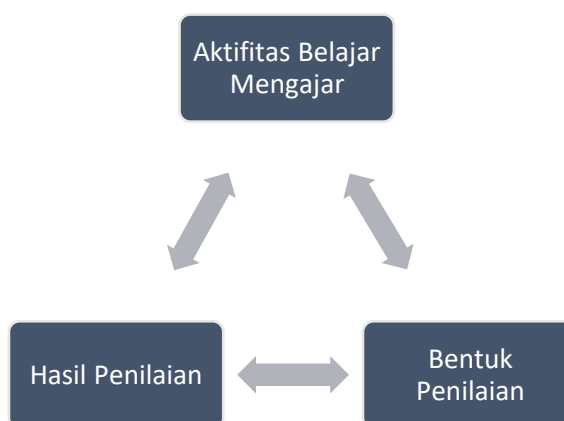 Aktifitas Belajar
Mengajar
Hasil Penilaian
Bentuk
Penilaian